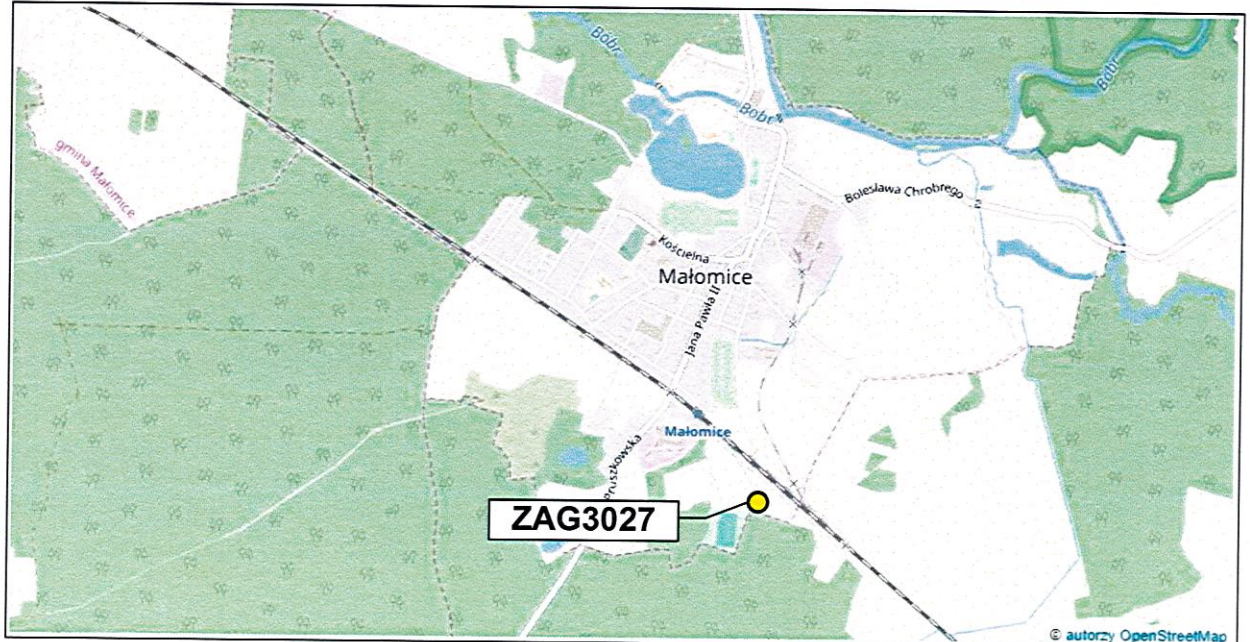 Bóbr
Bóbr
Bóbr
gmina Małomice
Bolesława Chrobrego
Kościelna
Małomice
Jana Pawła II
Małomice
Pruszkowska
ZAG3027
© autorzy OpenStreetMap